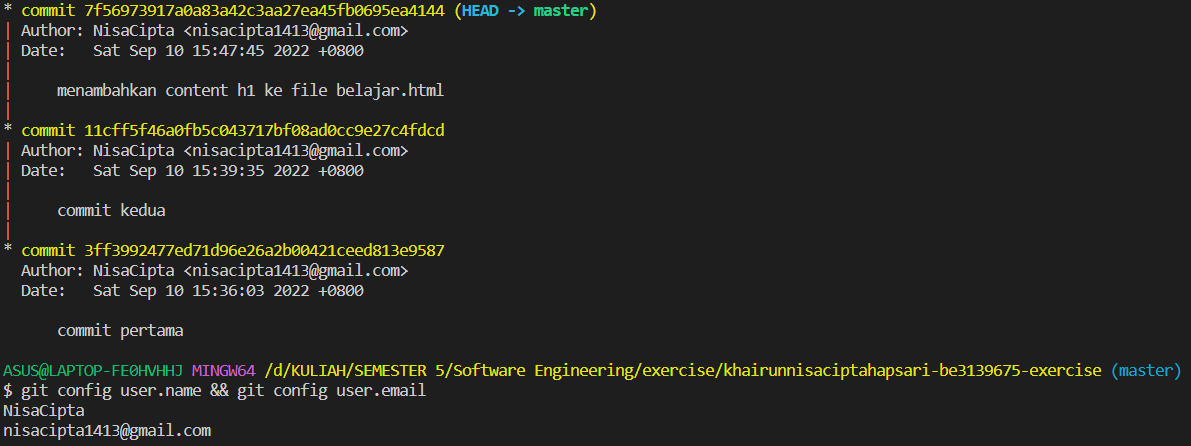 * commit 7f56973917a0a83a42c3aa27ea45fb0695ea4144 (HEAD -> master)
| Author: NisaCipta <nisacipta1413@gmail.com>
| Date:   Sat Sep 10 15:47:45 2022 +0800
|
|     menambahkan content h1 ke file belajar.html
|
* commit 11cff5f46a0fb5c043717bf08ad0cc9e27c4fdcd
| Author: NisaCipta <nisacipta1413@gmail.com>
| Date:   Sat Sep 10 15:39:35 2022 +0800
|
|     commit kedua
|
* commit 3ff3992477ed71d96e26a2b00421ceed813e9587
  Author: NisaCipta <nisacipta1413@gmail.com>
  Date:   Sat Sep 10 15:36:03 2022 +0800

      commit pertama

ASUS@LAPTOP-FE0HVHHJ MINGW64 /d/KULIAH/SEMESTER 5/Software Engineering/exercise/khairunnisaciptahapsari-be3139675-exercise (master)
$ git config user.name && git config user.email
NisaCipta
nisacipta1413@gmail.com